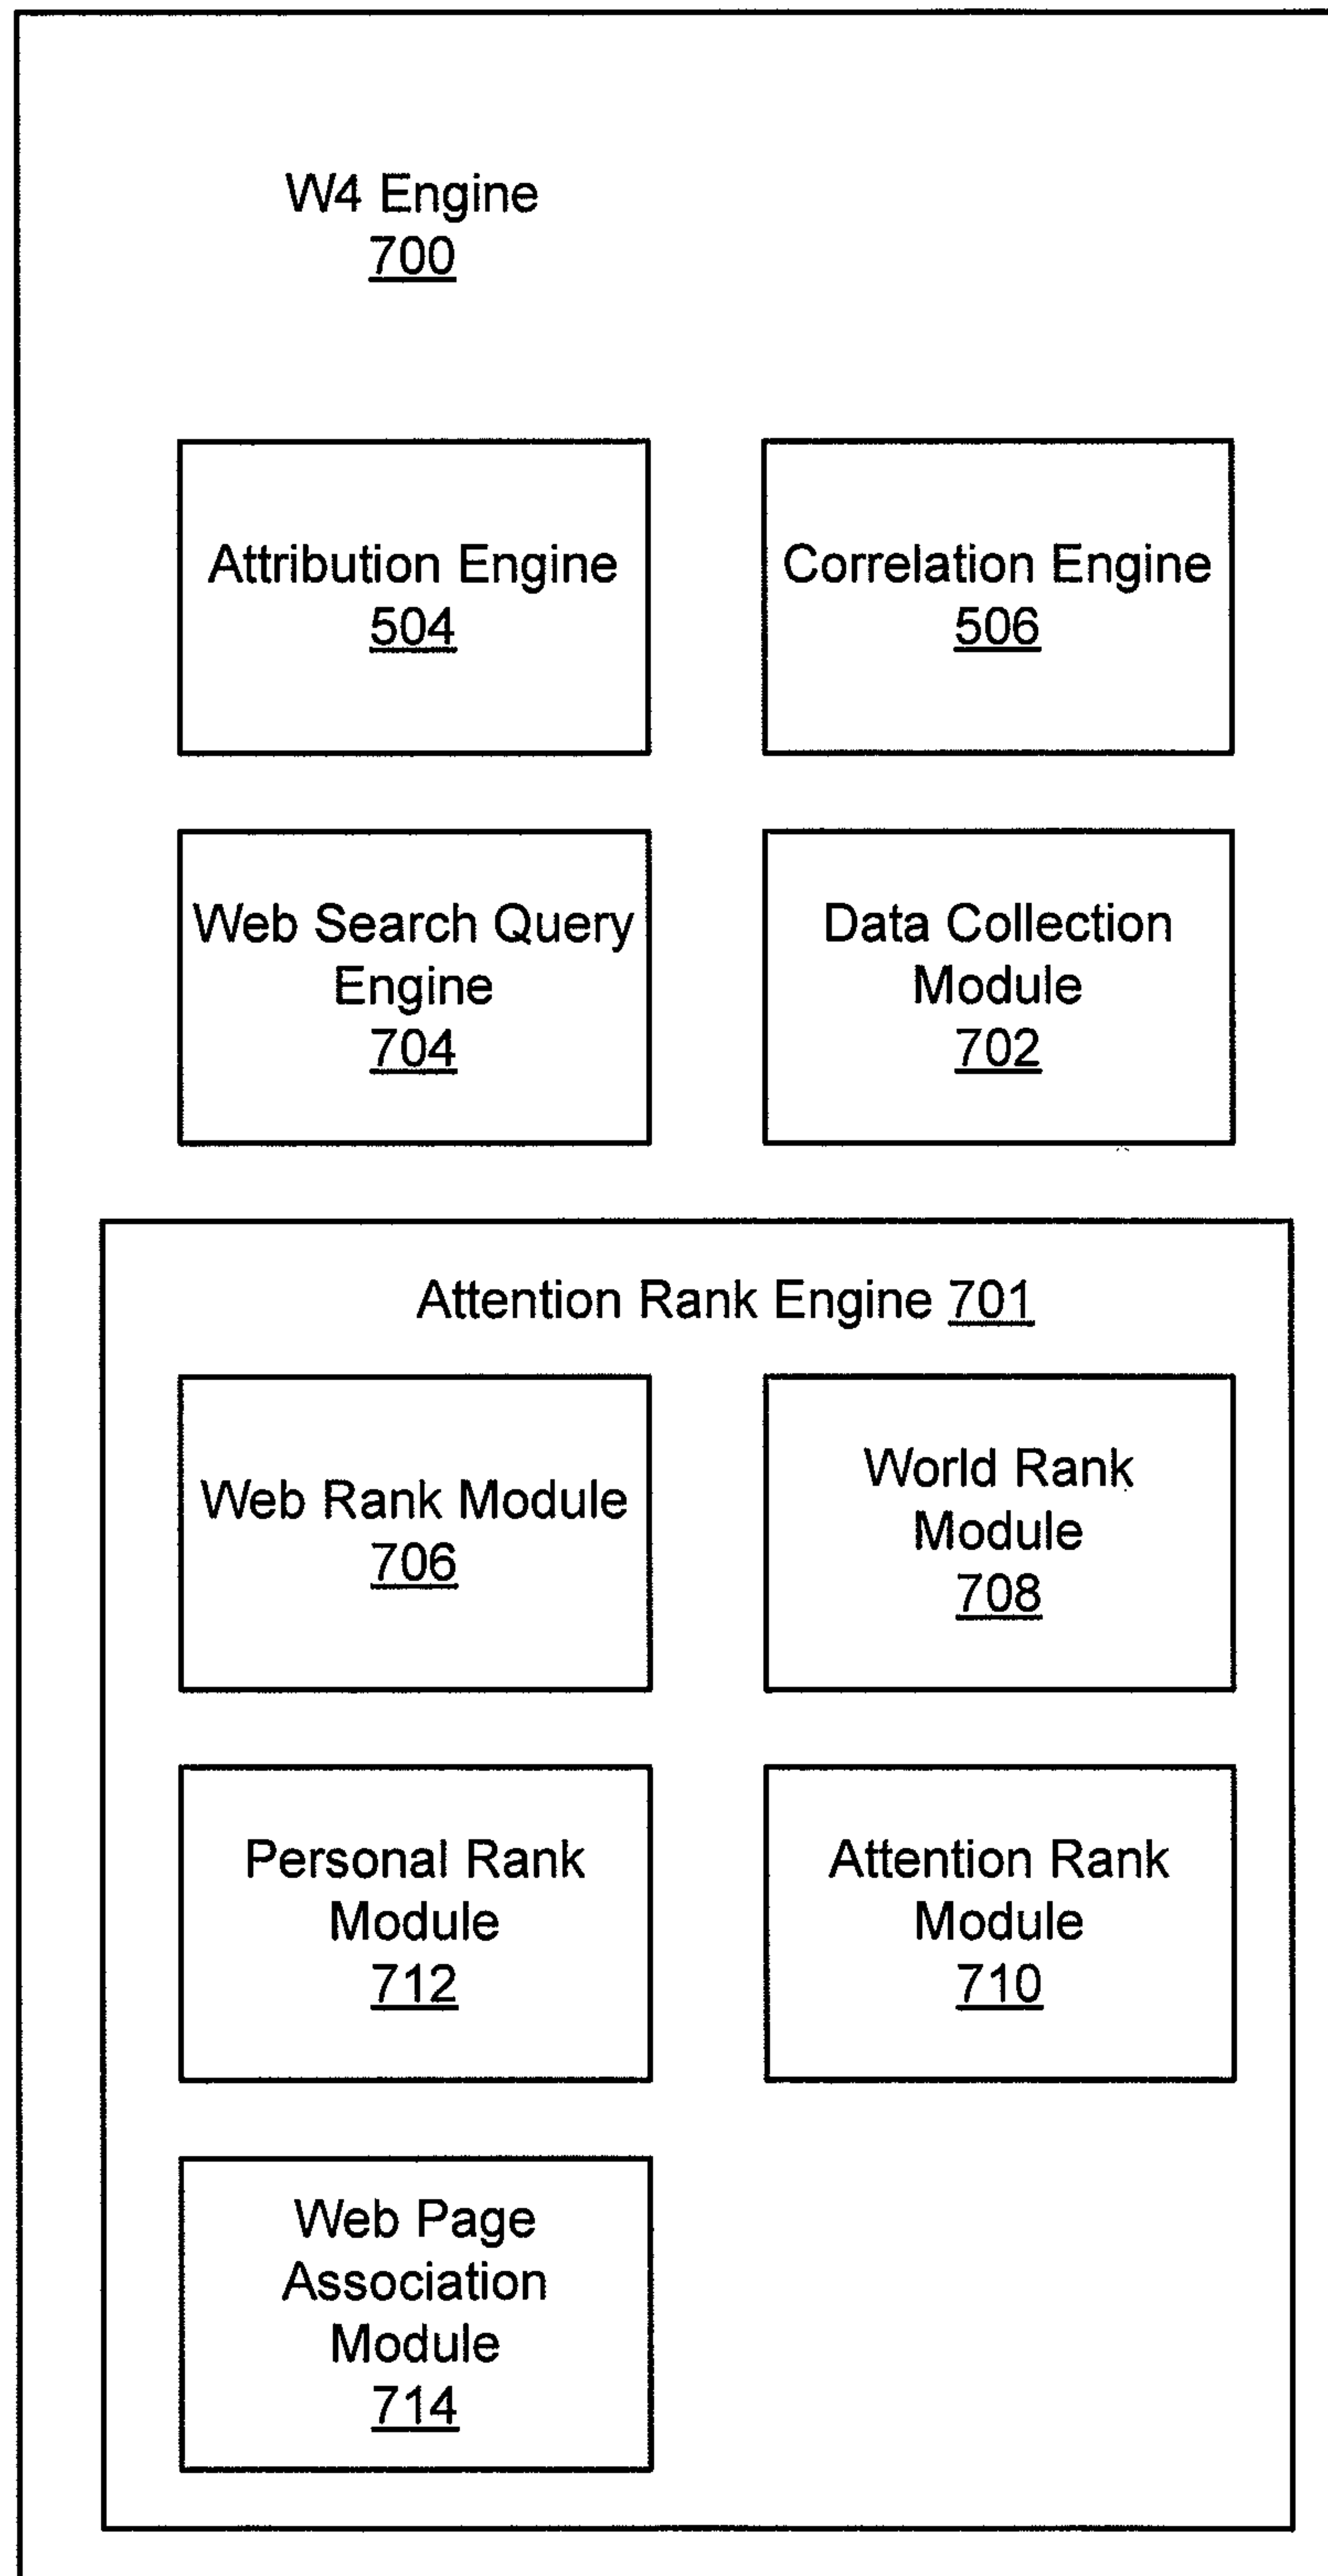 W4 Engine
700
Attribution Engine
504
Correlation Engine
506
Web Search Query
Engine
704
Data Collection
Module
702
Attention Rank Engine 701
Web Rank Module
706
World Rank
Module
708
Personal Rank
Module
712
Attention Rank
Module
710
Web Page
Association
Module
714